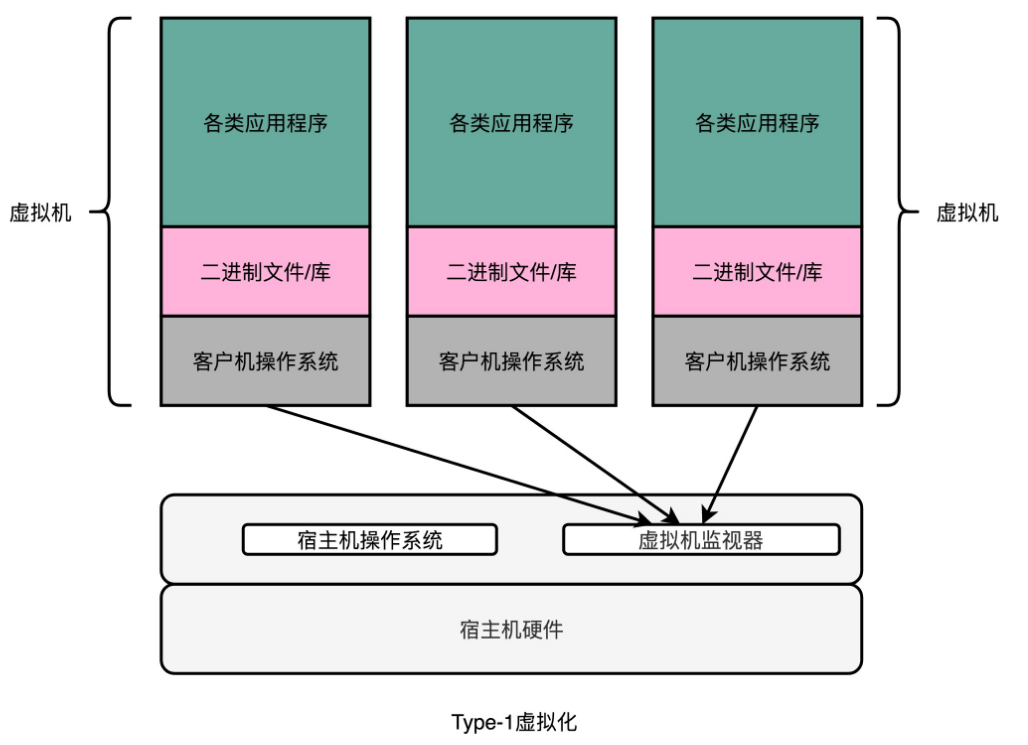 各类应用程序
各类应用程序
各类应用程序
虚拟机
虚拟机
二进制文件/库
二进制文件/库
二进制文件/库
客户机操作系统
客户机操作系统
客户机操作系统
宿主机操作系统
虚拟机监视器
宿主机硬件
Type-1虚拟化